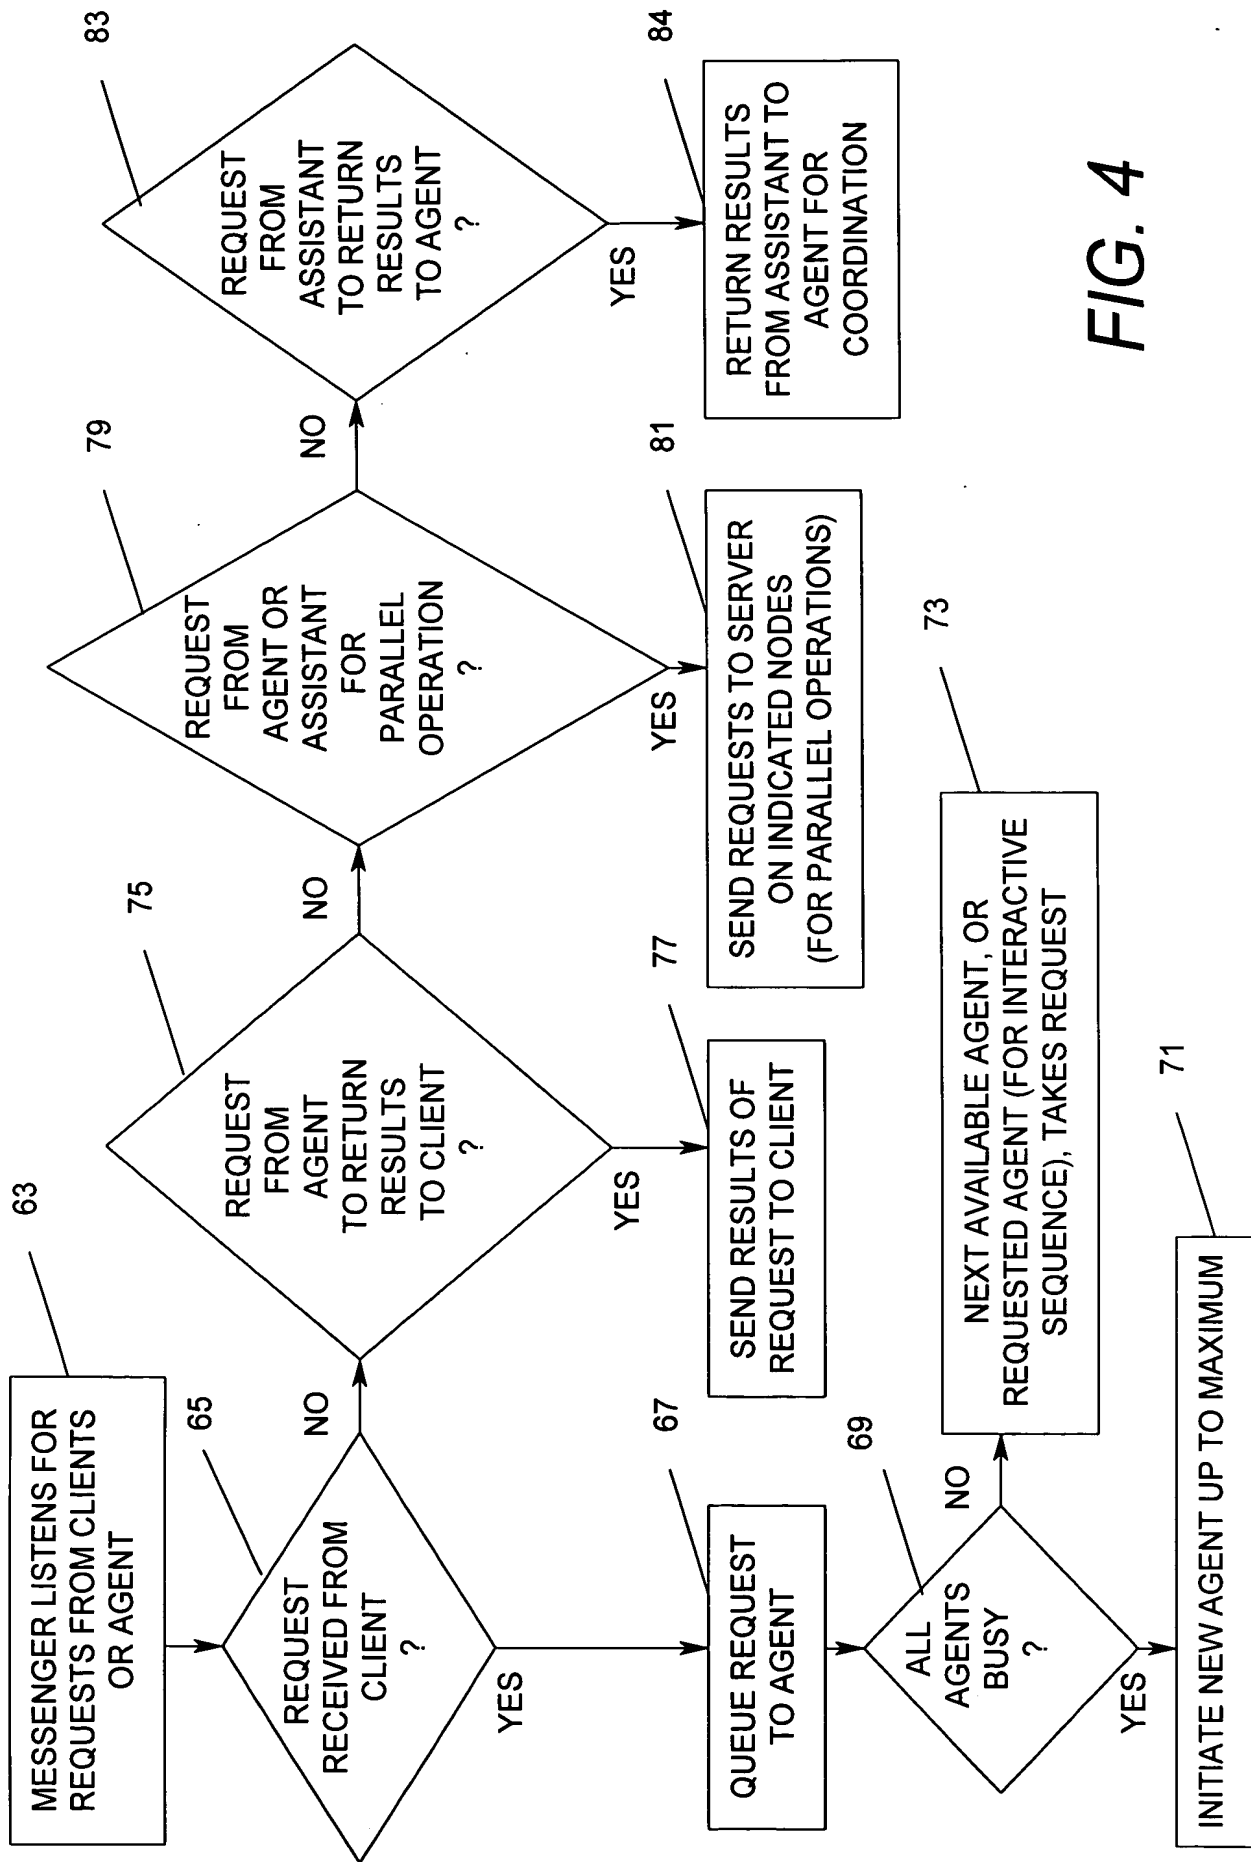 63
MESSENGER LISTENS FOR
REQUESTS FROM CLIENTS
OR AGENT
65
REQUEST
RECEIVED FROM
CLIENT
?
NO
YES
75
REQUEST
FROM
AGENT
TO RETURN
RESULTS
TO CLIENT
?
NO
YES
79
REQUEST
FROM
AGENT OR
ASSISTANT
FOR
PARALLEL
OPERATION
?
NO
YES
83
REQUEST
FROM
ASSISTANT
TO RETURN
RESULTS
TO AGENT
?
YES
67
QUEUE REQUEST
TO AGENT
77
SEND RESULTS OF
REQUEST TO CLIENT
81
SEND REQUESTS TO SERVER
ON INDICATED NODES
(FOR PARALLEL OPERATIONS)
84
RETURN RESULTS
FROM ASSISTANT TO
AGENT FOR
COORDINATION
69
ALL
AGENTS
BUSY
?
NO
YES
73
NEXT AVAILABLE AGENT, OR
REQUESTED AGENT (FOR INTERACTIVE
SEQUENCE), TAKES REQUEST
71
INITIATE NEW AGENT UP TO MAXIMUM
FIG. 4